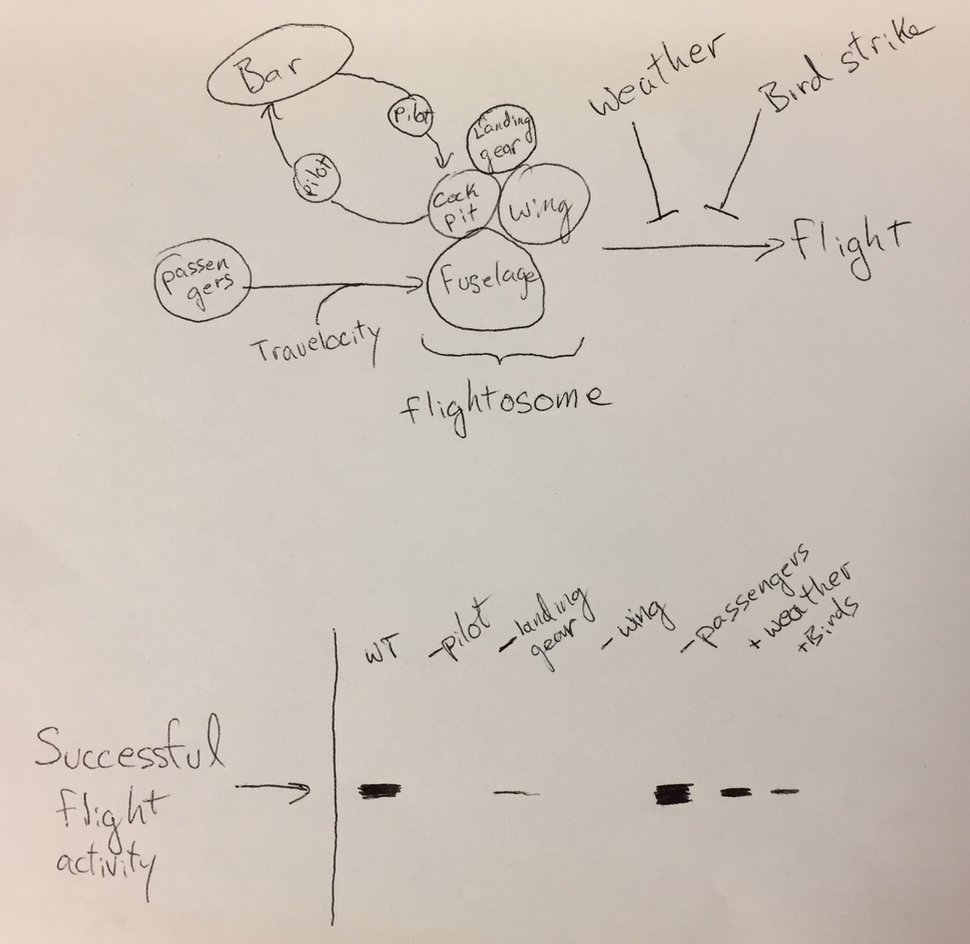 Bar
Pilot
Landing
gear
Weather
Bird strike
Pilot
Cock
pit
Wing
flight
passen
gers
Fuselage
Travelocity
flightosome
WT
-pilot
-landing
gear
-wing
-passengers
+weather
+Birds
Successful
flight
activity